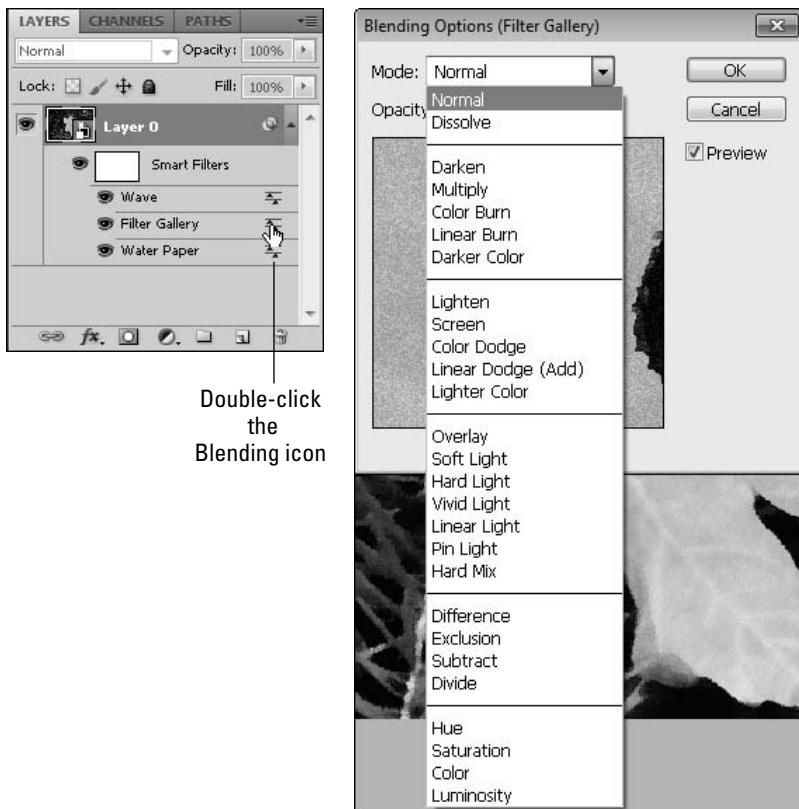 LAYERS CHANNELS PATHS
Normal Opacity: 100%
Lock: Fill: 100%
Layer 0
Smart Filters
Wave
Filter Gallery
Water Paper
fx.
Double-click
the
Blending icon
Blending Options (Filter Gallery)
Mode: Normal
OK
Opacity
Cancel
Preview
Normal
Dissolve
Darken
Multiply
Color Burn
Linear Burn
Darker Color
Lighten
Screen
Color Dodge
Linear Dodge (Add)
Lighter Color
Overlay
Soft Light
Hard Light
Vivid Light
Linear Light
Pin Light
Hard Mix
Difference
Exclusion
Subtract
Divide
Hue
Saturation
Color
Luminosity